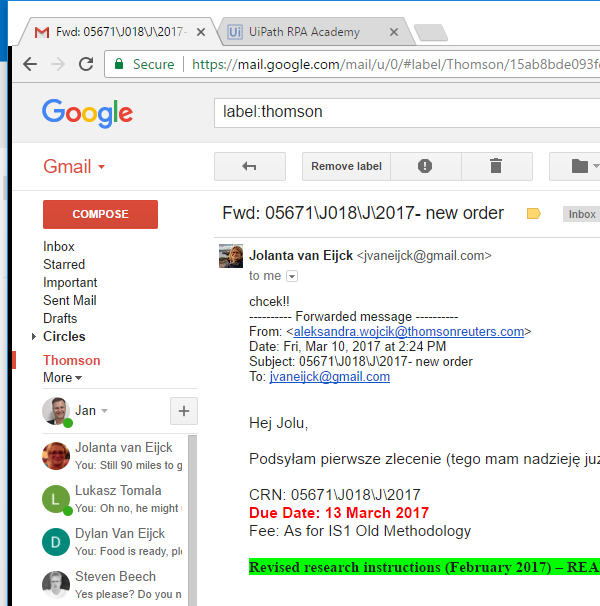 Fwd: 05671\J018\J\2017-
UiPath RPA Academy
Secure https://mail.google.com/mail/u/0/#label/Thomson/15ab8bde093f
Google
label:thomson
Gmail
Remove label
COMPOSE
Fwd: 05671\J018\J\2017- new order
Inbox
Inbox
Starred
Important
Sent Mail
Drafts
Circles
Thomson
More
Jolanta van Eijck <jvaneijck@gmail.com>
to me
chcek!!
---------- Forwarded message ----------
From: <aleksandra.wojcik@thomsonreuters.com>
Date: Fri, Mar 10, 2017 at 2:24 PM
Subject: 05671\J018\J\2017- new order
To: jvaneijck@gmail.com
Jan
+
Jolanta van Eijck
You: Still 90 miles to g
Lukasz Tomala
You: Oh no, he might
Dylan Van Eijck
You: Food is ready, pl
Steven Beech
Yes please? Do you n
Hej Jolu,
Podsyłam pierwsze zlecenie (tego mam nadzieję już
CRN: 05671\J018\J\2017
Due Date: 13 March 2017
Fee: As for IS1 Old Methodology
Revised research instructions (February 2017) – REA